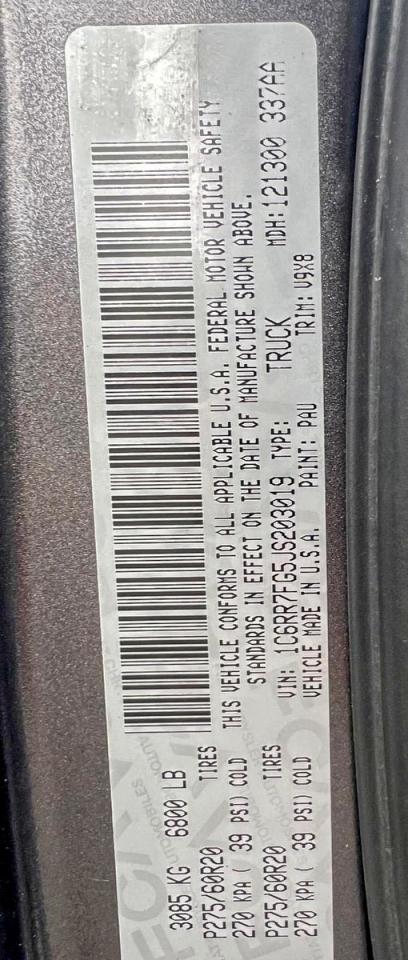 3085 KG 6800 LB
P275/60R20 TIRES
270 KPA ( 39 PSI) COLD
P275/60R20 TIRES
270 KPA ( 39 PSI) COLD
THIS VEHICLE CONFORMS TO ALL APPLICABLE U.S.A. FEDERAL MOTOR VEHICLE SAFETY
STANDARDS IN EFFECT ON THE DATE OF MANUFACTURE SHOWN ABOVE.
VIN: 1C6RR7FG5JS203019 TYPE: TRUCK MDH: 121300 337AA
VEHICLE MADE IN U.S.A. PAINT: PAU TRIM: V9X8